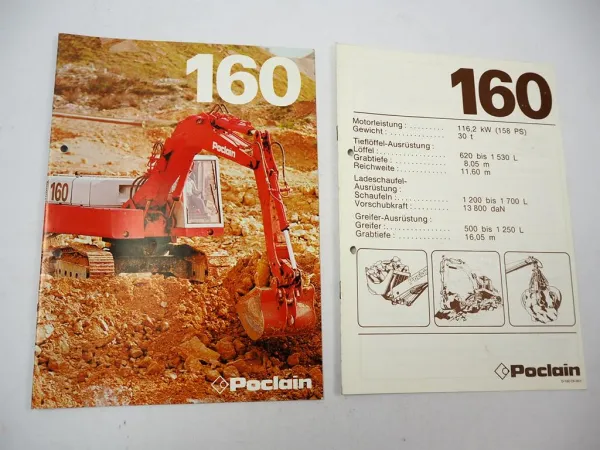 160
Poclain
160
Poclain
160
Motorleistung : 116,2 kW (158 PS)
Gewicht : 30 t
Tieflöffel-Ausrüstung :
Löffel : 620 bis 1 530 L
Grabtiefe : 8,05 m
Reichweite : 11,60 m
Ladeschaufel-
Ausrüstung :
Schaufeln : 1 200 bis 1 700 L
Vorschubkraft : 13 800 daN
Greifer-Ausrüstung :
Greifer : 500 bis 1 250 L
Grabtiefe : 16,05 m
Poclain